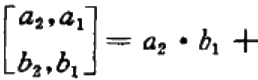 [a₂,a₁
b₂,b₁] = a₂ · b₁ +